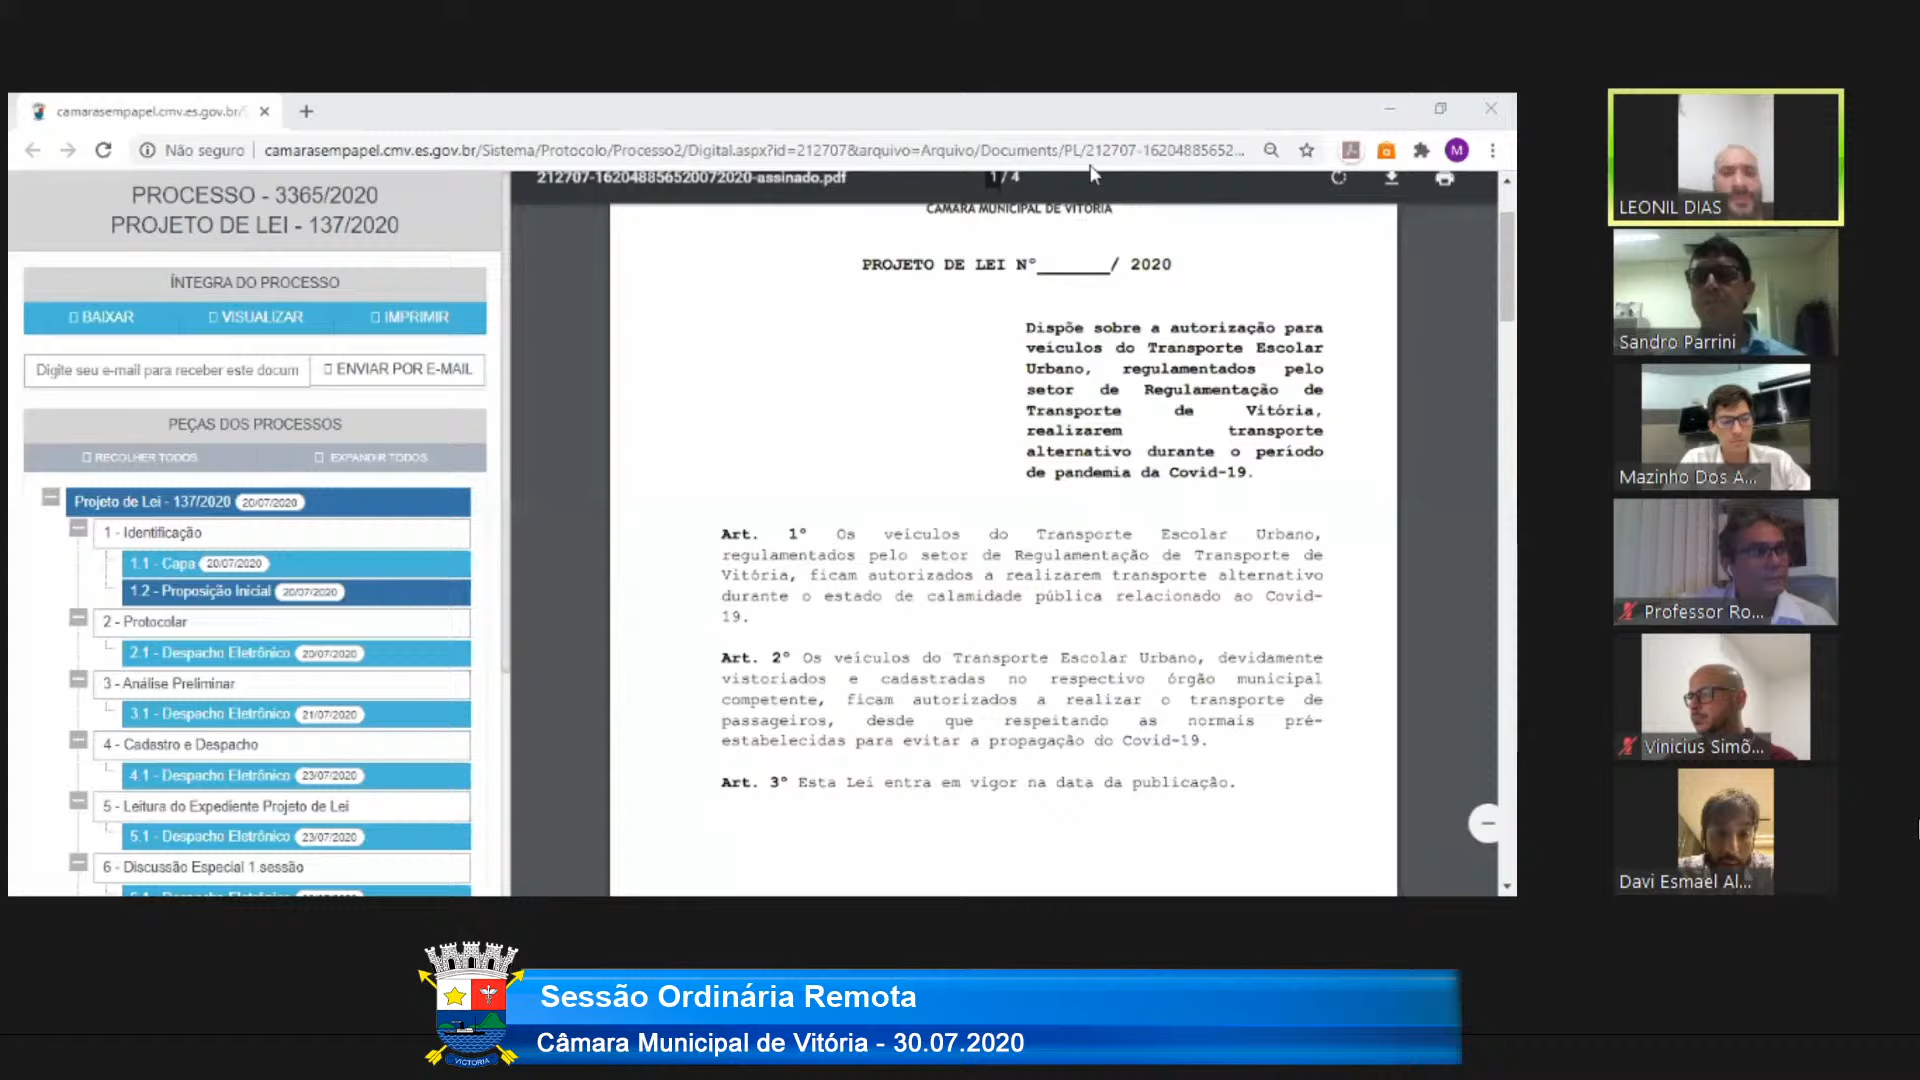 camarasempapel.cmv.es.gov.br/
Não seguro
camarasempapel.cmv.es.gov.br/Sistema/Protocolo/Processo2/Digital.aspx?id=212707&arquivo=Arquivo/Documents/PL/212707-16204885652...
M
PROCESSO - 3365/2020
PROJETO DE LEI - 137/2020
ÍNTEGRA DO PROCESSO
BAIXAR
VISUALIZAR
IMPRIMIR
Digite seu e-mail para receber este docum
ENVIAR POR E-MAIL
PEÇAS DOS PROCESSOS
RECOLHER TODOS
EXPANDIR TODOS
Projeto de Lei - 137/2020 20/07/2020
1 - Identificação
1.1 - Capa 20/07/2020
1.2 - Proposição Inicial 20/07/2020
2 - Protocolar
2.1 - Despacho Eletrônico 20/07/2020
3 - Análise Preliminar
3.1 - Despacho Eletrônico 21/07/2020
4 - Cadastro e Despacho
4.1 - Despacho Eletrônico 23/07/2020
5 - Leitura do Expediente Projeto de Lei
5.1 - Despacho Eletrônico 23/07/2020
6 - Discussão Especial 1 sessão
212707-162048856520072020-assinado.pdf
1 / 4
CÂMARA MUNICIPAL DE VITÓRIA
PROJETO DE LEI Nº_______/ 2020
Dispõe sobre a autorização para
veículos do Transporte Escolar
Urbano, regulamentados pelo
setor de Regulamentação de
Transporte de Vitória,
realizarem transporte
alternativo durante o período
de pandemia da Covid-19.
Art. 1º Os veículos do Transporte Escolar Urbano,
regulamentados pelo setor de Regulamentação de Transporte de
Vitória, ficam autorizados a realizarem transporte alternativo
durante o estado de calamidade pública relacionado ao Covid-
19.
Art. 2º Os veículos do Transporte Escolar Urbano, devidamente
vistoriados e cadastradas no respectivo órgão municipal
competente, ficam autorizados a realizar o transporte de
passageiros, desde que respeitando as normais pré-
estabelecidas para evitar a propagação do Covid-19.
Art. 3º Esta Lei entra em vigor na data da publicação.
LEONIL DIAS
Sandro Parrini
Mazinho Dos A...
Professor Ro...
Vinicius Simõ...
Davi Esmael Al...
VICTORIA
Sessão Ordinária Remota
Câmara Municipal de Vitória - 30.07.2020